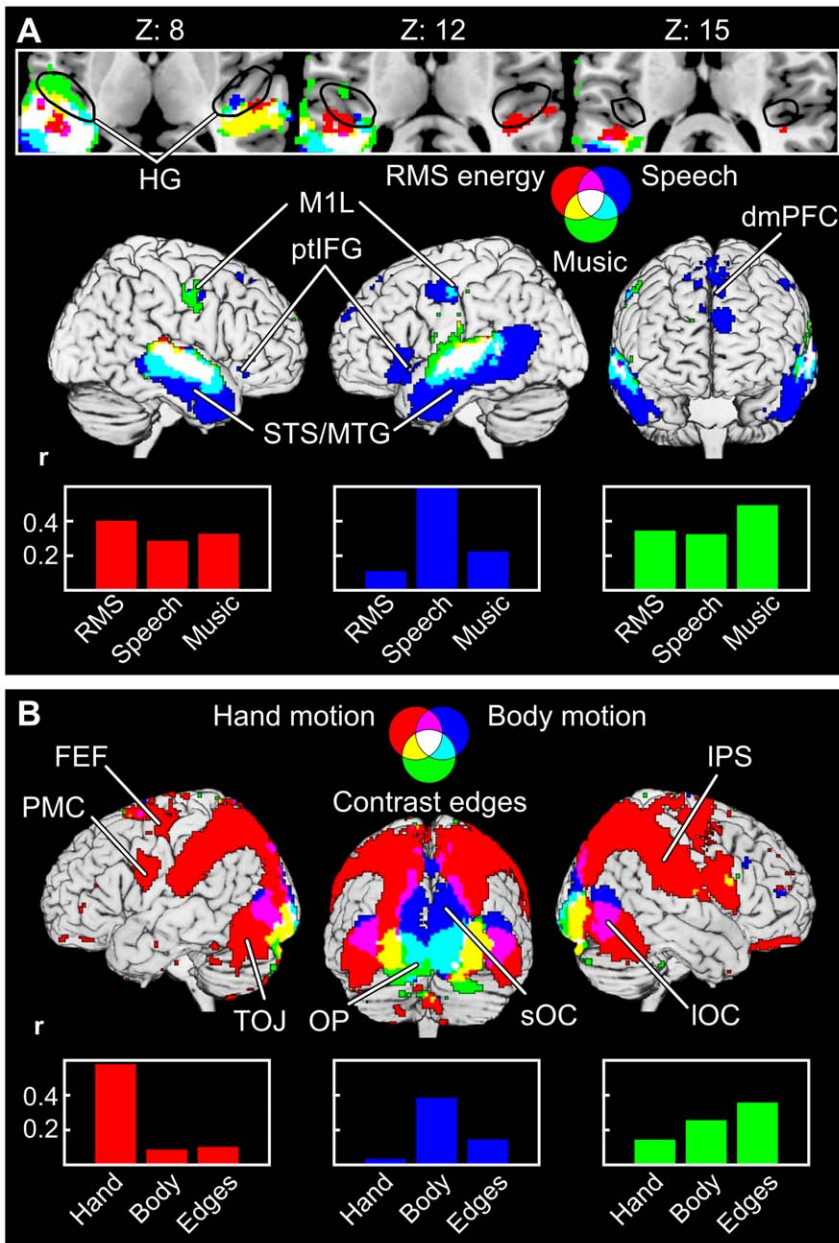 A
Z: 8 Z: 12 Z: 15
HG
RMS energy Speech
Music
M1L
ptIFG
dmPFC
STS/MTG
r
0.4
0.2
RMS Speech Music
RMS Speech Music
RMS Speech Music
B
Hand motion Body motion
Contrast edges
FEF
PMC
IPS
TOJ OP sOC lOC
r
0.4
0.2
Hand Body Edges
Hand Body Edges
Hand Body Edges